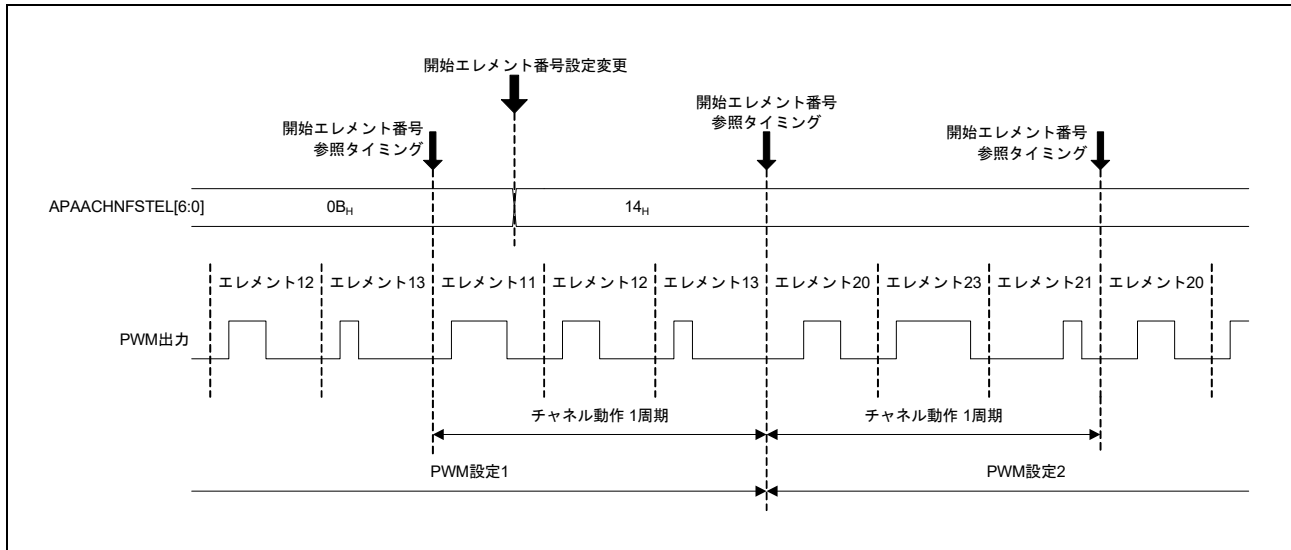 開始エレメント番号設定変更
開始エレメント番号
参照タイミング
開始エレメント番号
参照タイミング
開始エレメント番号
参照タイミング
APAACHNFSTEL[6:0]
0BH
14H
エレメント12
エレメント13
エレメント11
エレメント12
エレメント13
エレメント20
エレメント23
エレメント21
エレメント20
PWM出力
チャネル動作 1周期
チャネル動作 1周期
PWM設定1
PWM設定2